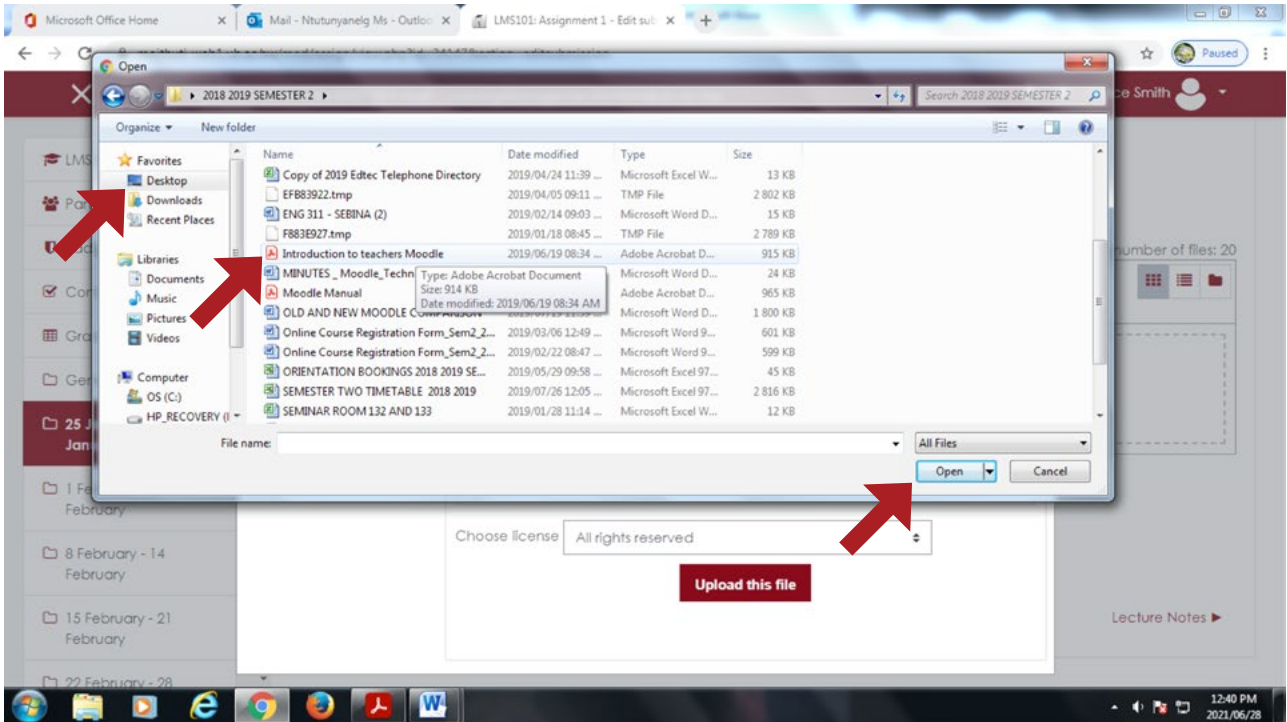 Microsoft Office Home
Mail - Ntutunyanelg Ms - Outloo
LMS101: Assignment 1 - Edit sub
Paused
Open
2018 2019 SEMESTER 2
Search 2018 2019 SEMESTER 2
ce Smith
Organize
New folder
LMS
Favorites
Desktop
Downloads
Recent Places
Libraries
Documents
Music
Pictures
Videos
Computer
OS (C:)
HP_RECOVERY (
Name Date modified Type Size
Copy of 2019 Edtec Telephone Directory 2019/04/24 11:39 ... Microsoft Excel W... 13 KB
EFB83922.tmp 2019/04/05 09:11 ... TMP File 2 802 KB
ENG 311 - SEBINA (2) 2019/02/14 09:03 ... Microsoft Word D... 15 KB
F883E927.tmp 2019/01/18 08:45 ... TMP File 2 789 KB
Introduction to teachers Moodle 2019/06/19 08:34 ... Adobe Acrobat D... 915 KB
MINUTES _ Moodle_Techn Microsoft Word D... 24 KB
Moodle Manual Adobe Acrobat D... 965 KB
OLD AND NEW MOODLE COMPARISON Microsoft Word D... 1 800 KB
Online Course Registration Form_Sem2_2... 2019/03/06 12:49 ... Microsoft Word 9... 601 KB
Online Course Registration Form_Sem2_2... 2019/02/22 08:47 ... Microsoft Word 9... 599 KB
ORIENTATION BOOKINGS 2018 2019 SE... 2019/05/29 09:58 ... Microsoft Excel 97... 45 KB
SEMESTER TWO TIMETABLE 2018 2019 2019/07/26 12:05 ... Microsoft Excel 97... 2 816 KB
SEMINAR ROOM 132 AND 133 2019/01/28 11:14 ... Microsoft Excel W... 12 KB
Type: Adobe Acrobat Document
Size: 914 KB
Date modified: 2019/06/19 08:34 AM
number of files: 20
File name:
All Files
Open
Cancel
Par
Con
Gra
Gen
25 J
Jan
1 Fe
February
8 February - 14
February
15 February - 21
February
22 February - 28
Choose license
All rights reserved
Upload this file
Lecture Notes ►
12:40 PM
2021/06/28